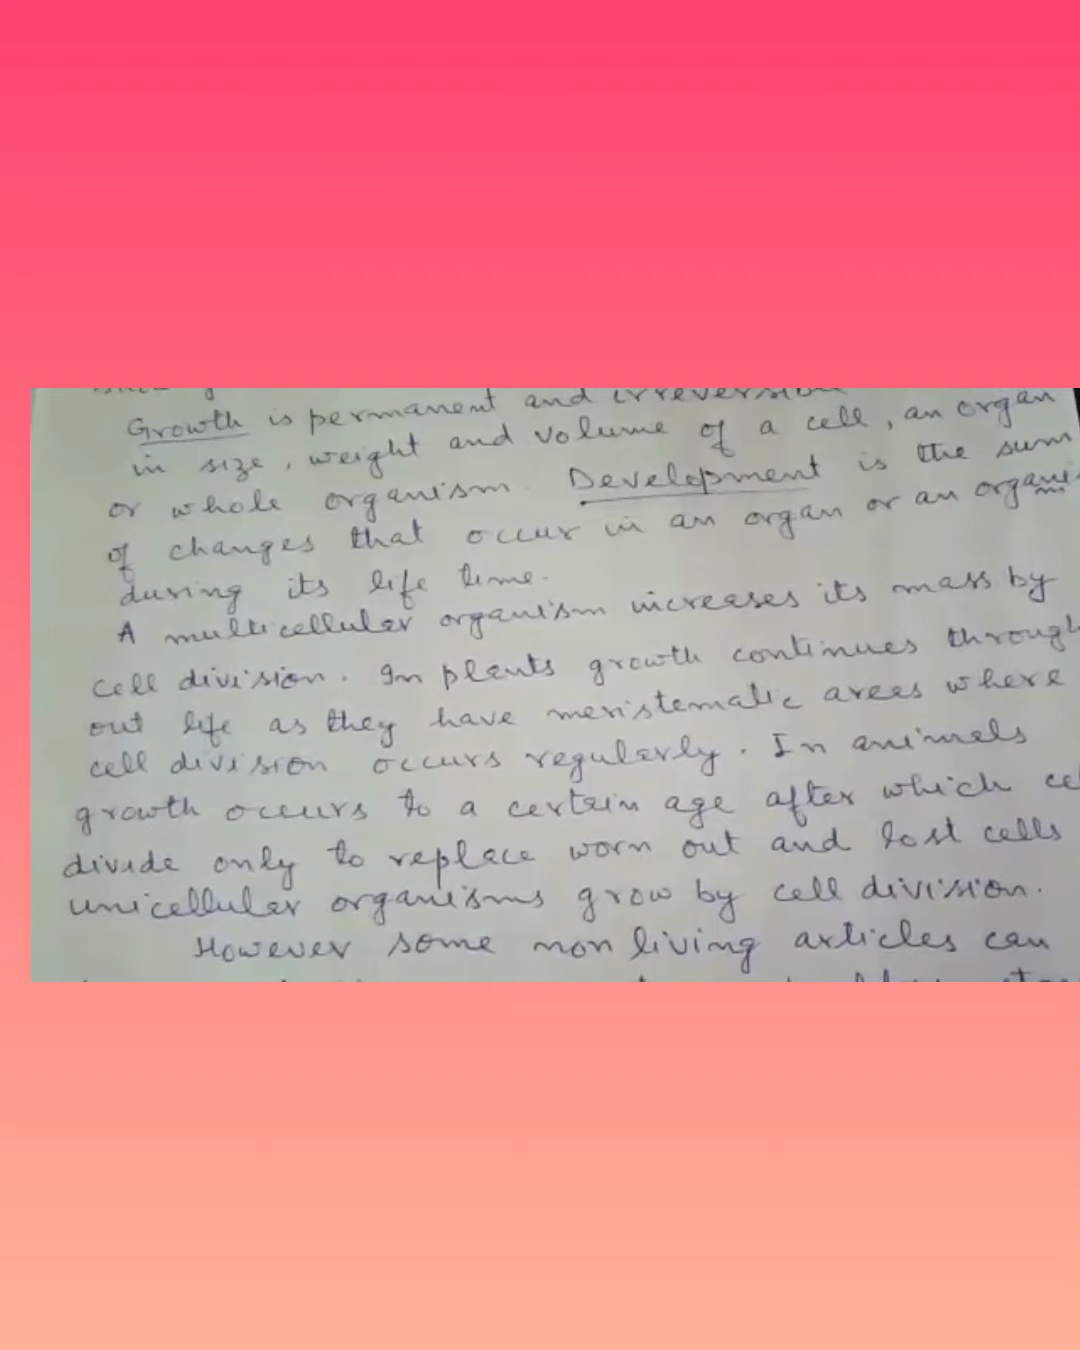 Growth is permanent and
in size, weight and volume of a cell, an organ
or whole organism. Development is the sum
of changes that occur in an organ or an organi
during its life time.
A multicellular organism increases its mass by
cell division. In plants growth continues through
out life as they have meristematic areas where
cell division occurs regularly. In animals
growth occurs to a certain age after which ce
divide only to replace worn out and lost cells
unicellular organisms grow by cell division.
However some non living articles can